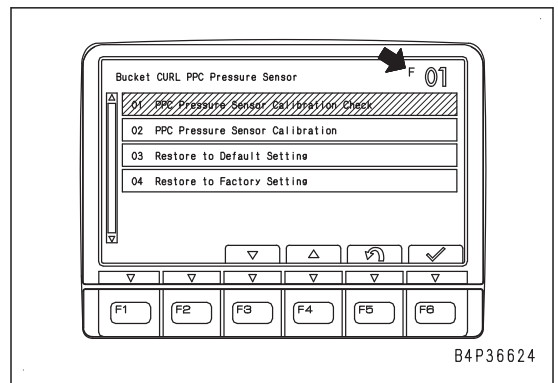 Bucket CURL PPC Pressure Sensor
F 01
01 PPC Pressure Sensor Calibration Check
02 PPC Pressure Sensor Calibration
03 Restore to Default Setting
04 Restore to Factory Setting
F1 F2 F3 F4 F5 F6
B4P36624